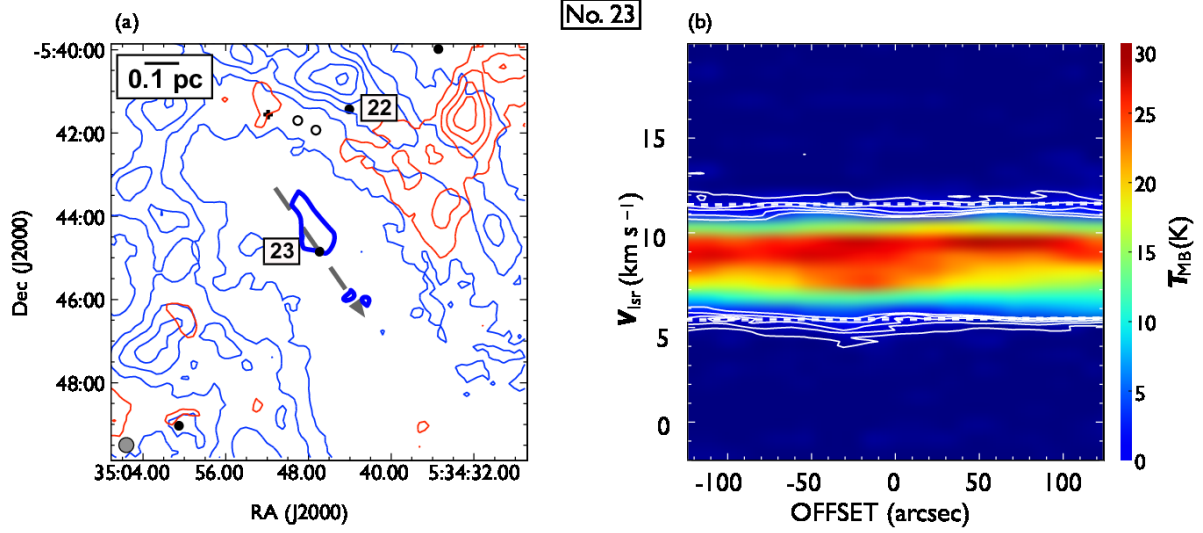 No. 23
(a)
(b)
-5:40:00
42:00
44:00
46:00
48:00
Dec (J2000)
0.1 pc
22
23
35:04.00 56.00 48.00 40.00 5:34:32.00
RA (J2000)
15
10
5
0
Vlsr (km s⁻¹)
-100 -50 0 50 100
OFFSET (arcsec)
30
25
20
15
10
5
0
TMB(K)